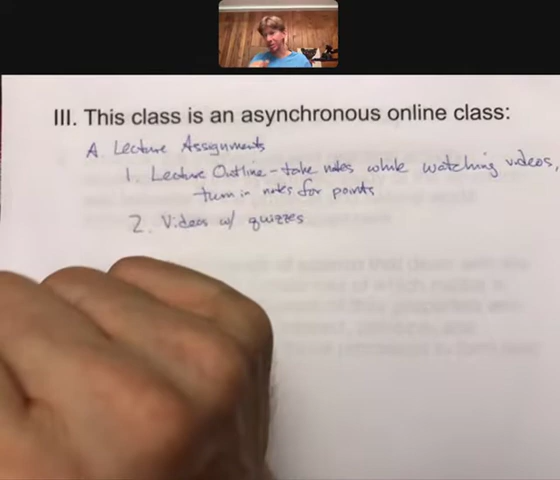 III. This class is an asynchronous online class:
A. Lecture Assignments
1. Lecture Outline - take notes while watching videos,
turn in notes for points
2. Videos w/ quizzes